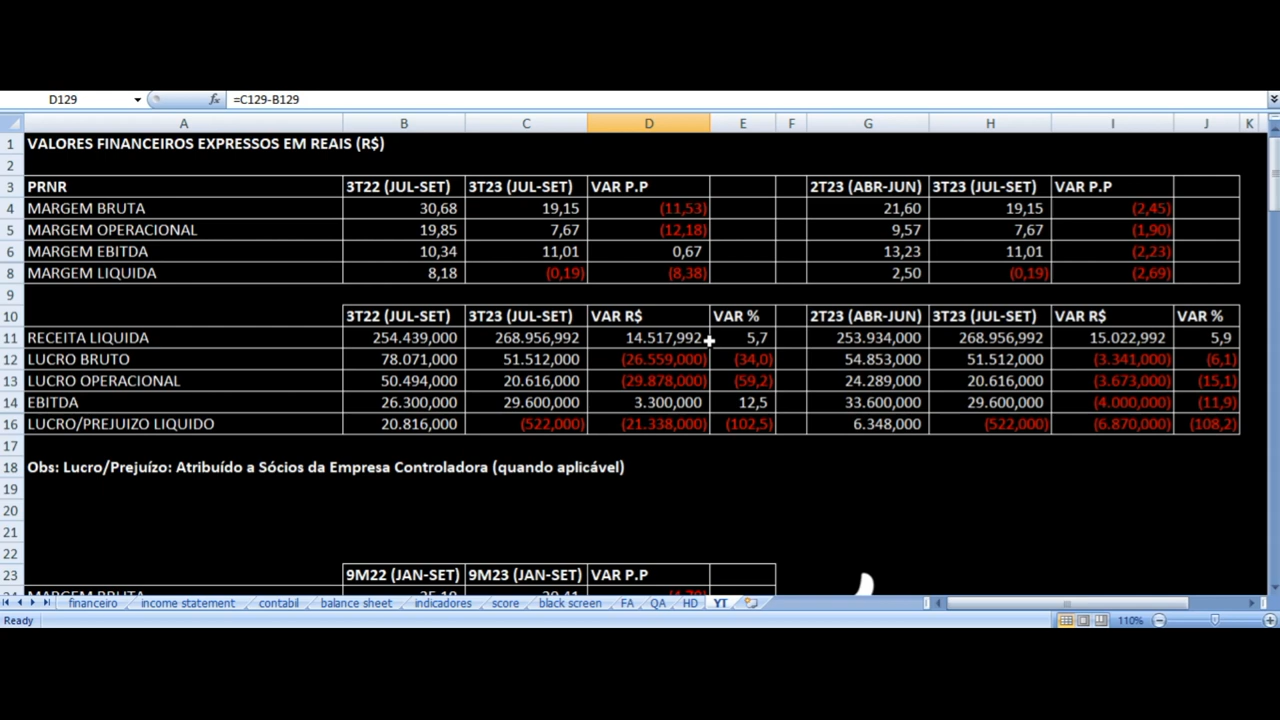 D129 fx =C129-B129
A B C D E F G H I J K
1 VALORES FINANCEIROS EXPRESSOS EM REAIS (R$)
2
3 PRNR 3T22 (JUL-SET) 3T23 (JUL-SET) VAR P.P 2T23 (ABR-JUN) 3T23 (JUL-SET) VAR P.P
4 MARGEM BRUTA 30,68 19,15 (11,53) 21,60 19,15 (2,45)
5 MARGEM OPERACIONAL 19,85 7,67 (12,18) 9,57 7,67 (1,90)
6 MARGEM EBITDA 10,34 11,01 0,67 13,23 11,01 (2,23)
8 MARGEM LIQUIDA 8,18 (0,19) (8,38) 2,50 (0,19) (2,69)
9
10 3T22 (JUL-SET) 3T23 (JUL-SET) VAR R$ VAR % 2T23 (ABR-JUN) 3T23 (JUL-SET) VAR R$ VAR %
11 RECEITA LIQUIDA 254.439,000 268.956,992 14.517,992 5,7 253.934,000 268.956,992 15.022,992 5,9
12 LUCRO BRUTO 78.071,000 51.512,000 (26.559,000) (34,0) 54.853,000 51.512,000 (3.341,000) (6,1)
13 LUCRO OPERACIONAL 50.494,000 20.616,000 (29.878,000) (59,2) 24.289,000 20.616,000 (3.673,000) (15,1)
14 EBITDA 26.300,000 29.600,000 3.300,000 12,5 33.600,000 29.600,000 (4.000,000) (11,9)
16 LUCRO/PREJUIZO LIQUIDO 20.816,000 (522,000) (21.338,000) (102,5) 6.348,000 (522,000) (6.870,000) (108,2)
17
18 Obs: Lucro/Prejuízo: Atribuído a Sócios da Empresa Controladora (quando aplicável)
19
20
21
22
23 9M22 (JAN-SET) 9M23 (JAN-SET) VAR P.P
financeiro income statement contabil balance sheet indicadores score black screen FA QA HD YT
Ready 110%